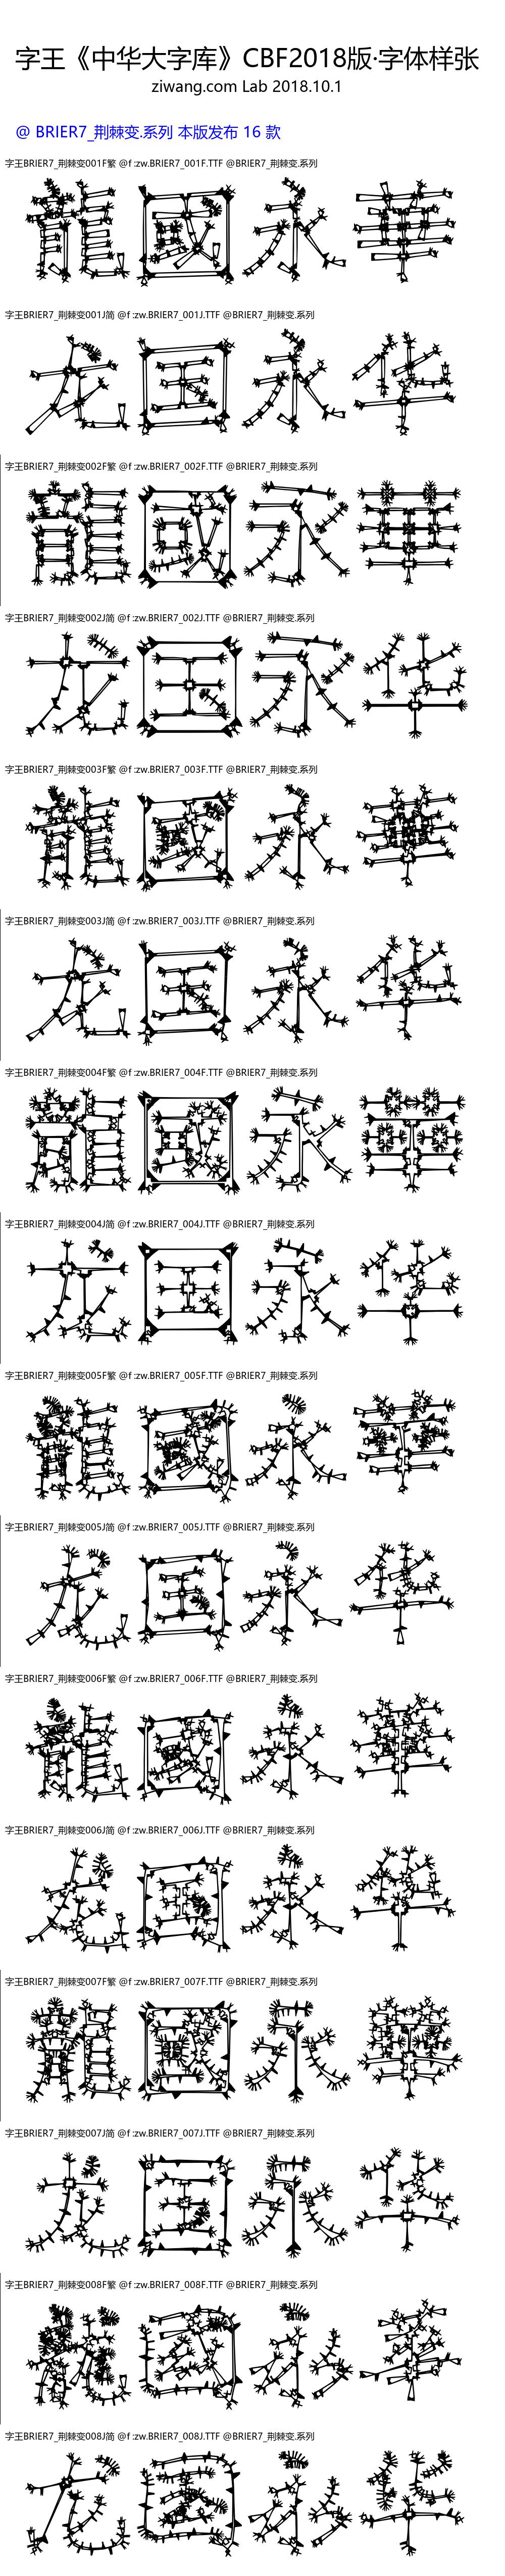 字王《中华大字库》CBF2018版·字体样张
ziwang.com Lab 2018.10.1
@ BRIER7_荆棘变.系列 本版发布 16 款
字王BRIER7_荆棘变001F繁 @f :zw.BRIER7_001F.TTF @BRIER7_荆棘变.系列
龍國永華
字王BRIER7_荆棘变001J简 @f :zw.BRIER7_001J.TTF @BRIER7_荆棘变.系列
龙国永华
字王BRIER7_荆棘变002F繁 @f :zw.BRIER7_002F.TTF @BRIER7_荆棘变.系列
龍國永華
字王BRIER7_荆棘变002J简 @f :zw.BRIER7_002J.TTF @BRIER7_荆棘变.系列
龙国永华
字王BRIER7_荆棘变003F繁 @f :zw.BRIER7_003F.TTF @BRIER7_荆棘变.系列
龍國永華
字王BRIER7_荆棘变003J简 @f :zw.BRIER7_003J.TTF @BRIER7_荆棘变.系列
龙国永华
字王BRIER7_荆棘变004F繁 @f :zw.BRIER7_004F.TTF @BRIER7_荆棘变.系列
龍國永華
字王BRIER7_荆棘变004J简 @f :zw.BRIER7_004J.TTF @BRIER7_荆棘变.系列
龙国永华
字王BRIER7_荆棘变005F繁 @f :zw.BRIER7_005F.TTF @BRIER7_荆棘变.系列
龍國永華
字王BRIER7_荆棘变005J简 @f :zw.BRIER7_005J.TTF @BRIER7_荆棘变.系列
龙国永华
字王BRIER7_荆棘变006F繁 @f :zw.BRIER7_006F.TTF @BRIER7_荆棘变.系列
龍國永華
字王BRIER7_荆棘变006J简 @f :zw.BRIER7_006J.TTF @BRIER7_荆棘变.系列
龙国永华
字王BRIER7_荆棘变007F繁 @f :zw.BRIER7_007F.TTF @BRIER7_荆棘变.系列
龍國永華
字王BRIER7_荆棘变007J简 @f :zw.BRIER7_007J.TTF @BRIER7_荆棘变.系列
龙国永华
字王BRIER7_荆棘变008F繁 @f :zw.BRIER7_008F.TTF @BRIER7_荆棘变.系列
龍國永華
字王BRIER7_荆棘变008J简 @f :zw.BRIER7_008J.TTF @BRIER7_荆棘变.系列
龙国永华